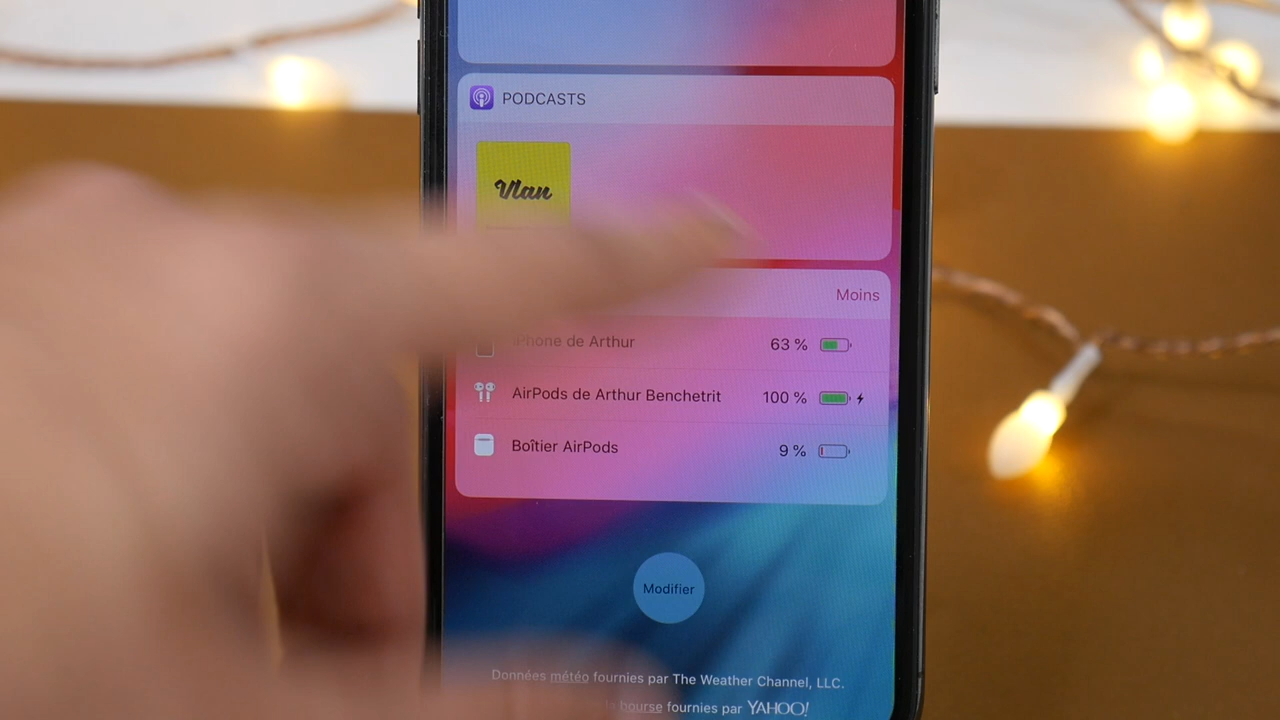 PODCASTS
Vlan
Moins
iPhone de Arthur 63 %
AirPods de Arthur Benchetrit 100 %
Boîtier AirPods 9 %
Modifier
Données météo fournies par The Weather Channel, LLC.
la bourse fournies par YAHOO!